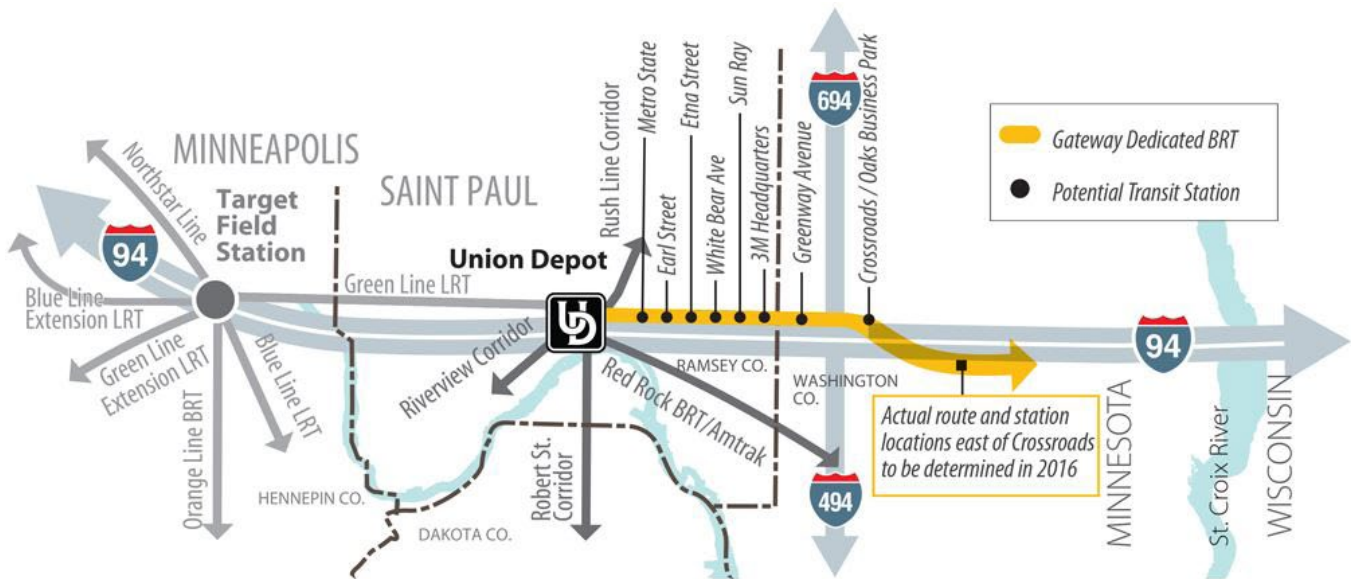 MINNEAPOLIS
SAINT PAUL
Northstar Line
Target
Field
Station
94
Blue Line
Extension LRT
Green Line
Extension LRT
Orange Line BRT
Blue Line LRT
Green Line LRT
Union Depot
UD
Rush Line Corridor
Metro State
Earl Street
Etna Street
White Bear Ave
Sun Ray
3M Headquarters
Greenway Avenue
Crossroads / Oaks Business Park
694
Gateway Dedicated BRT
Potential Transit Station
Riverview Corridor
Robert St.
Corridor
Red Rock BRT/Amtrak
RAMSEY CO.
WASHINGTON
CO.
HENNEPIN CO.
DAKOTA CO.
494
Actual route and station
locations east of Crossroads
to be determined in 2016
94
MINNESOTA
St. Croix River
WISCONSIN